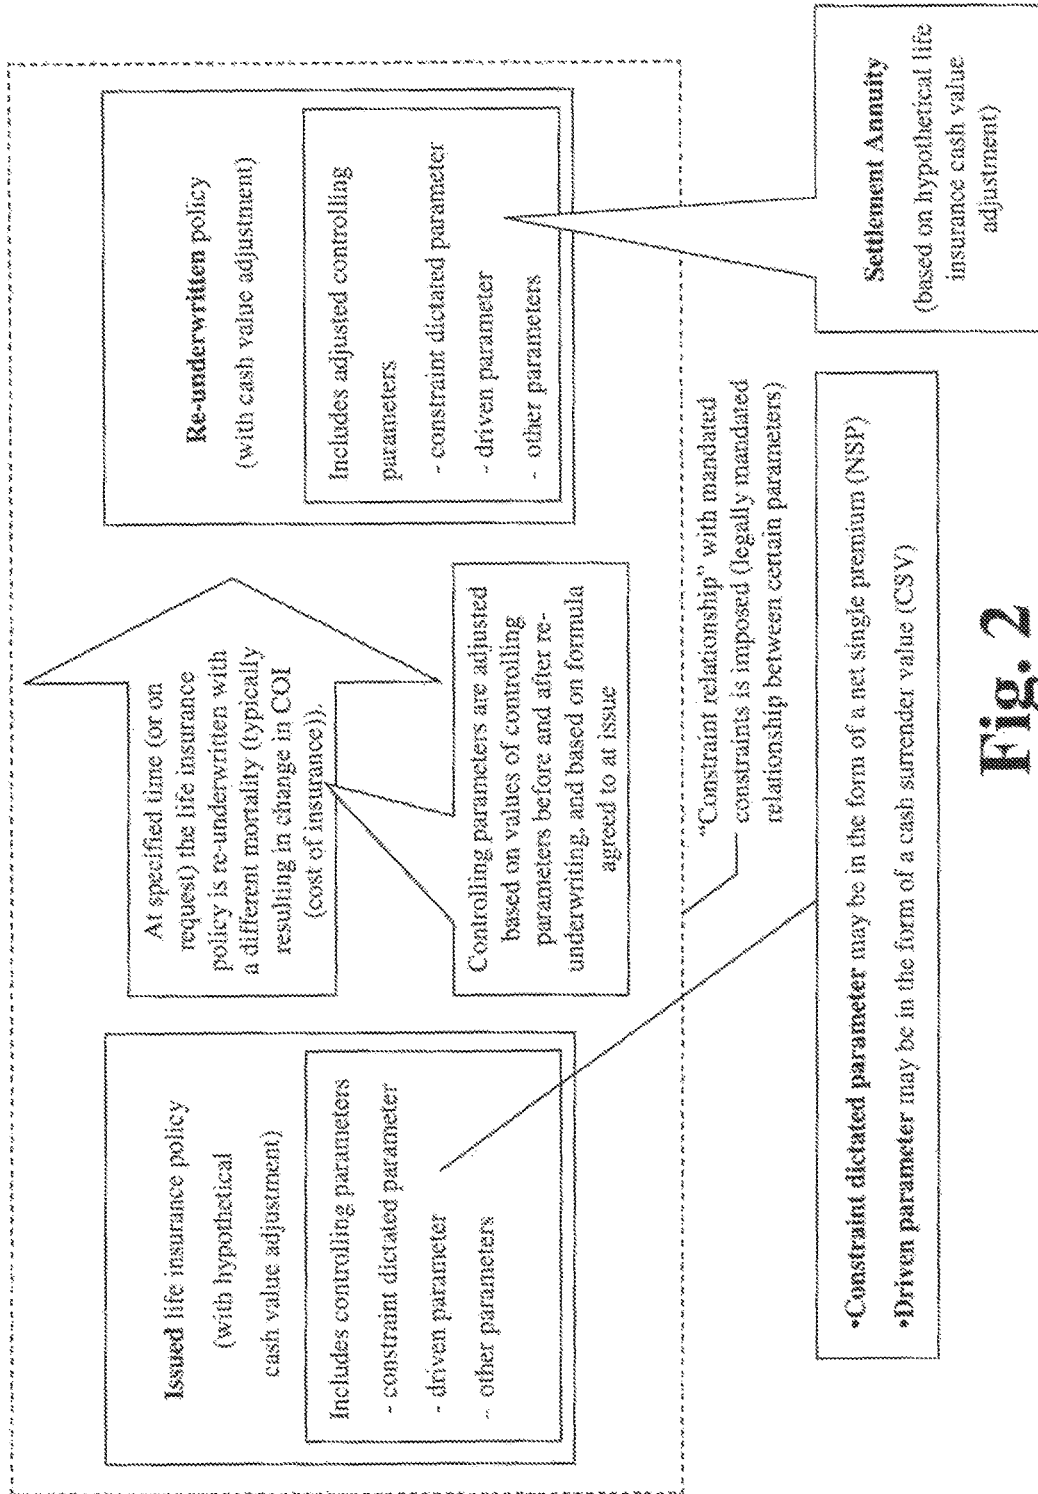 Issued life insurance policy
(with hypothetical
cash value adjustment)
Includes controlling parameters
- constraint dictated parameter
- driven parameter
- other parameters
At specified time (or on
request) the life insurance
policy is re-underwritten with
a different mortality (typically
resulting in change in COI
(cost of insurance)).
Controlling parameters are adjusted
based on values of controlling
parameters before and after re-
underwriting, and based on formula
agreed to at issue
Re-underwritten policy
(with cash value adjustment)
Includes adjusted controlling
parameters
- constraint dictated parameter
- driven parameter
- other parameters
"Constraint relationship" with mandated
constraints is imposed (legally mandated
relationship between certain parameters)
•Constraint dictated parameter may be in the form of a net single premium (NSP)
•Driven parameter may be in the form of a cash surrender value (CSV)
Settlement Annuity
(based on hypothetical life
insurance cash value
adjustment)
Fig. 2